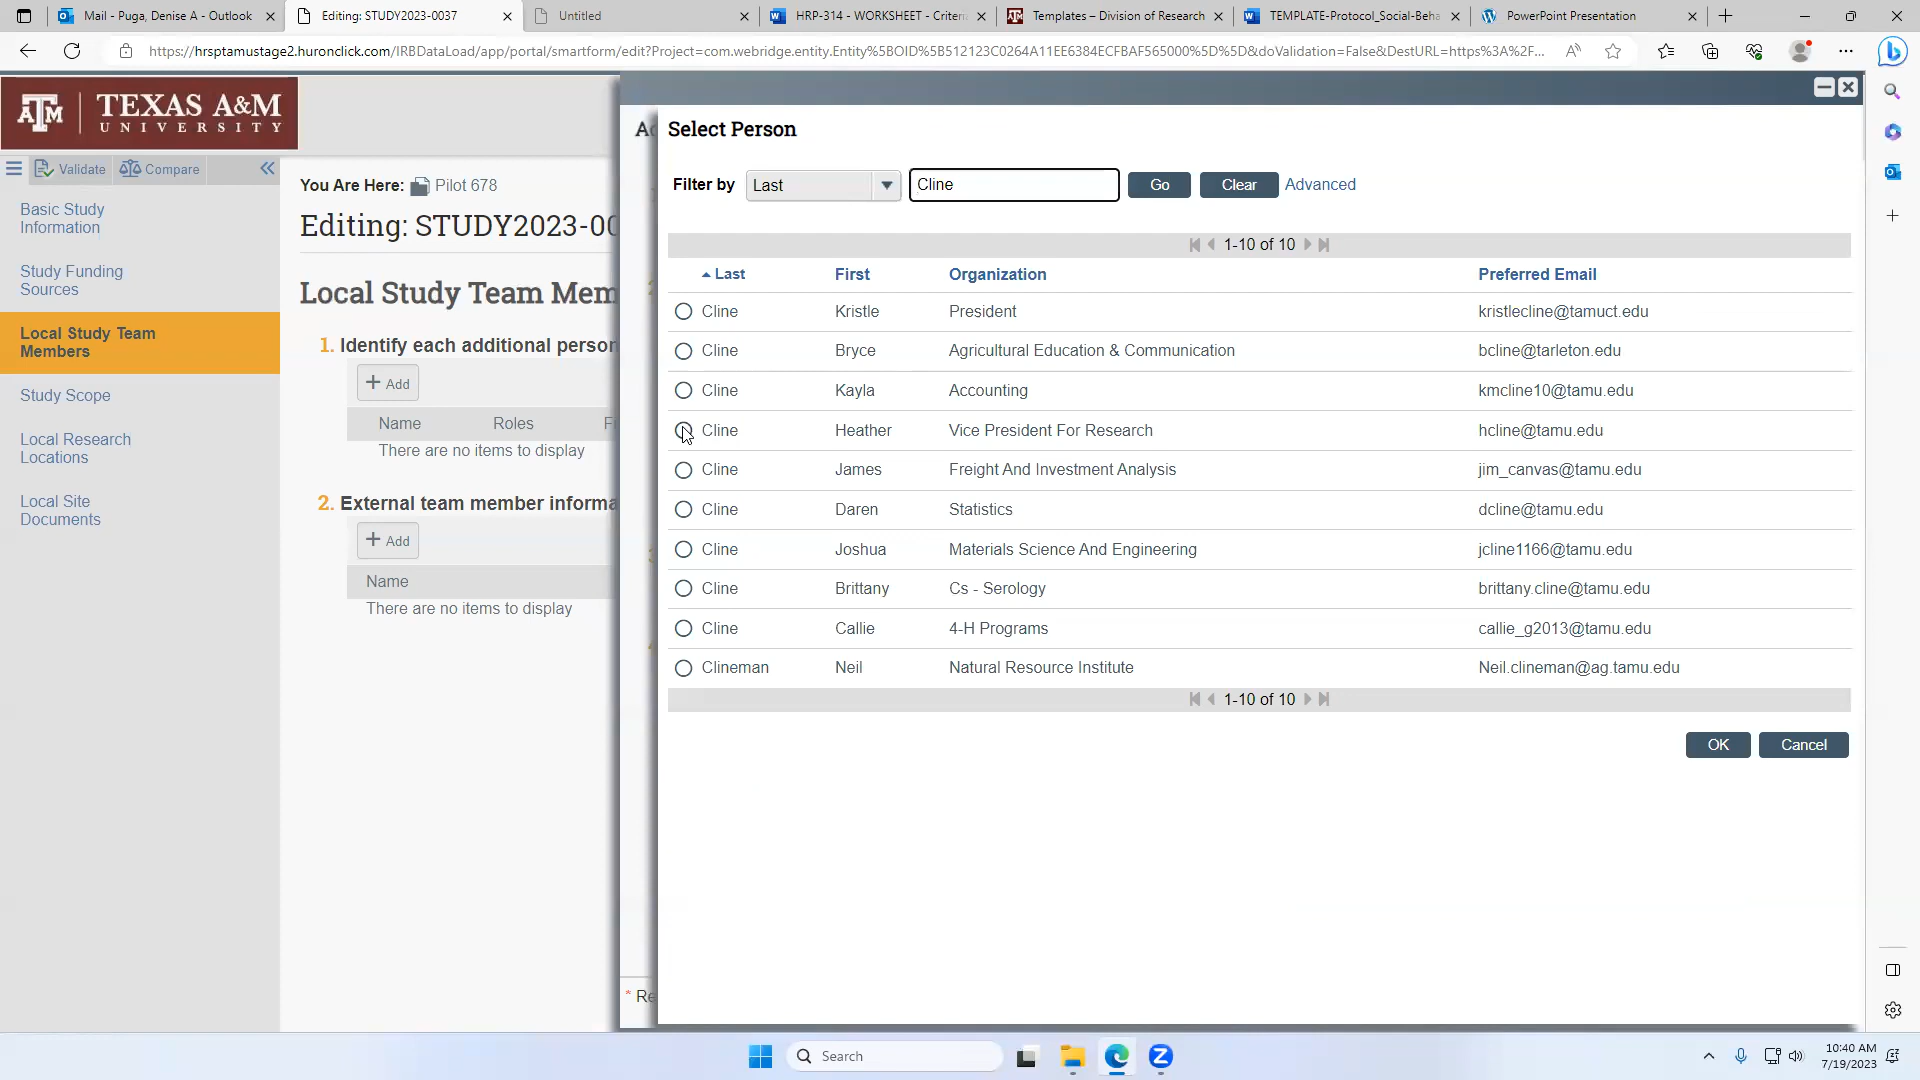 Mail - Puga, Denise A - Outlook
Editing: STUDY2023-0037
Untitled
HRP-314 - WORKSHEET - Criteri
Templates – Division of Research
TEMPLATE-Protocol_Social-Beha
PowerPoint Presentation
https://hrsptamustage2.huronclick.com/IRBDataLoad/app/portal/smartform/edit?Project=com.webridge.entity.Entity%5BOID%5B512123C0264A11EE6384ECFBAF565000%5D%5D&doValidation=False&DestURL=https%3A%2F...
TEXAS A&M
UNIVERSITY
Validate
Compare
Basic Study
Information
Study Funding
Sources
Local Study Team
Members
Study Scope
Local Research
Locations
Local Site
Documents
You Are Here: Pilot 678
Editing: STUDY2023-00
Local Study Team Mem
1. Identify each additional person
+ Add
Name Roles Fi
There are no items to display
2. External team member informa
+ Add
Name
There are no items to display
Ad
* Re
Select Person
Filter by Last Cline Go Clear Advanced
1-10 of 10
Last First Organization Preferred Email
Cline Kristle President kristlecline@tamuct.edu
Cline Bryce Agricultural Education & Communication bcline@tarleton.edu
Cline Kayla Accounting kmcline10@tamu.edu
Cline Heather Vice President For Research hcline@tamu.edu
Cline James Freight And Investment Analysis jim_canvas@tamu.edu
Cline Daren Statistics dcline@tamu.edu
Cline Joshua Materials Science And Engineering jcline1166@tamu.edu
Cline Brittany Cs - Serology brittany.cline@tamu.edu
Cline Callie 4-H Programs callie_g2013@tamu.edu
Clineman Neil Natural Resource Institute Neil.clineman@ag.tamu.edu
1-10 of 10
OK Cancel
Search
10:40 AM
7/19/2023